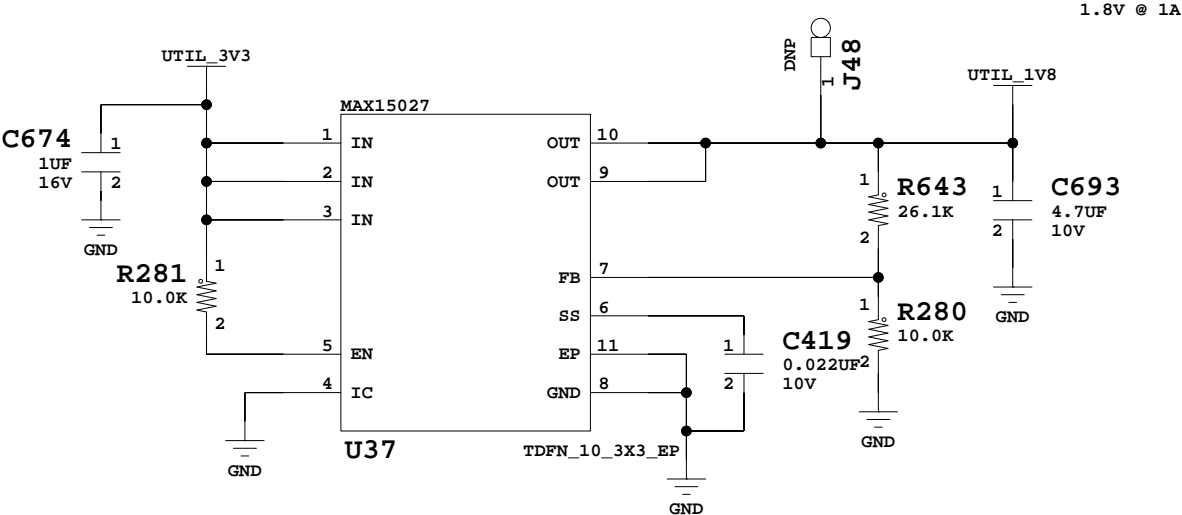 1.8V @ 1A
UTIL_3V3
DNP
J48
1
UTIL_1V8
MAX15027
C674
1UF
16V
1
2
GND
1 IN
2 IN
3 IN
OUT 10
OUT 9
R643
26.1K
1
2
C693
4.7UF
10V
1
2
GND
R281
10.0K
1
2
FB 7
SS 6
R280
10.0K
1
2
GND
5 EN
4 IC
GND
EP 11
GND 8
C419
0.022UF
10V
1
2
U37
TDFN_10_3X3_EP
GND